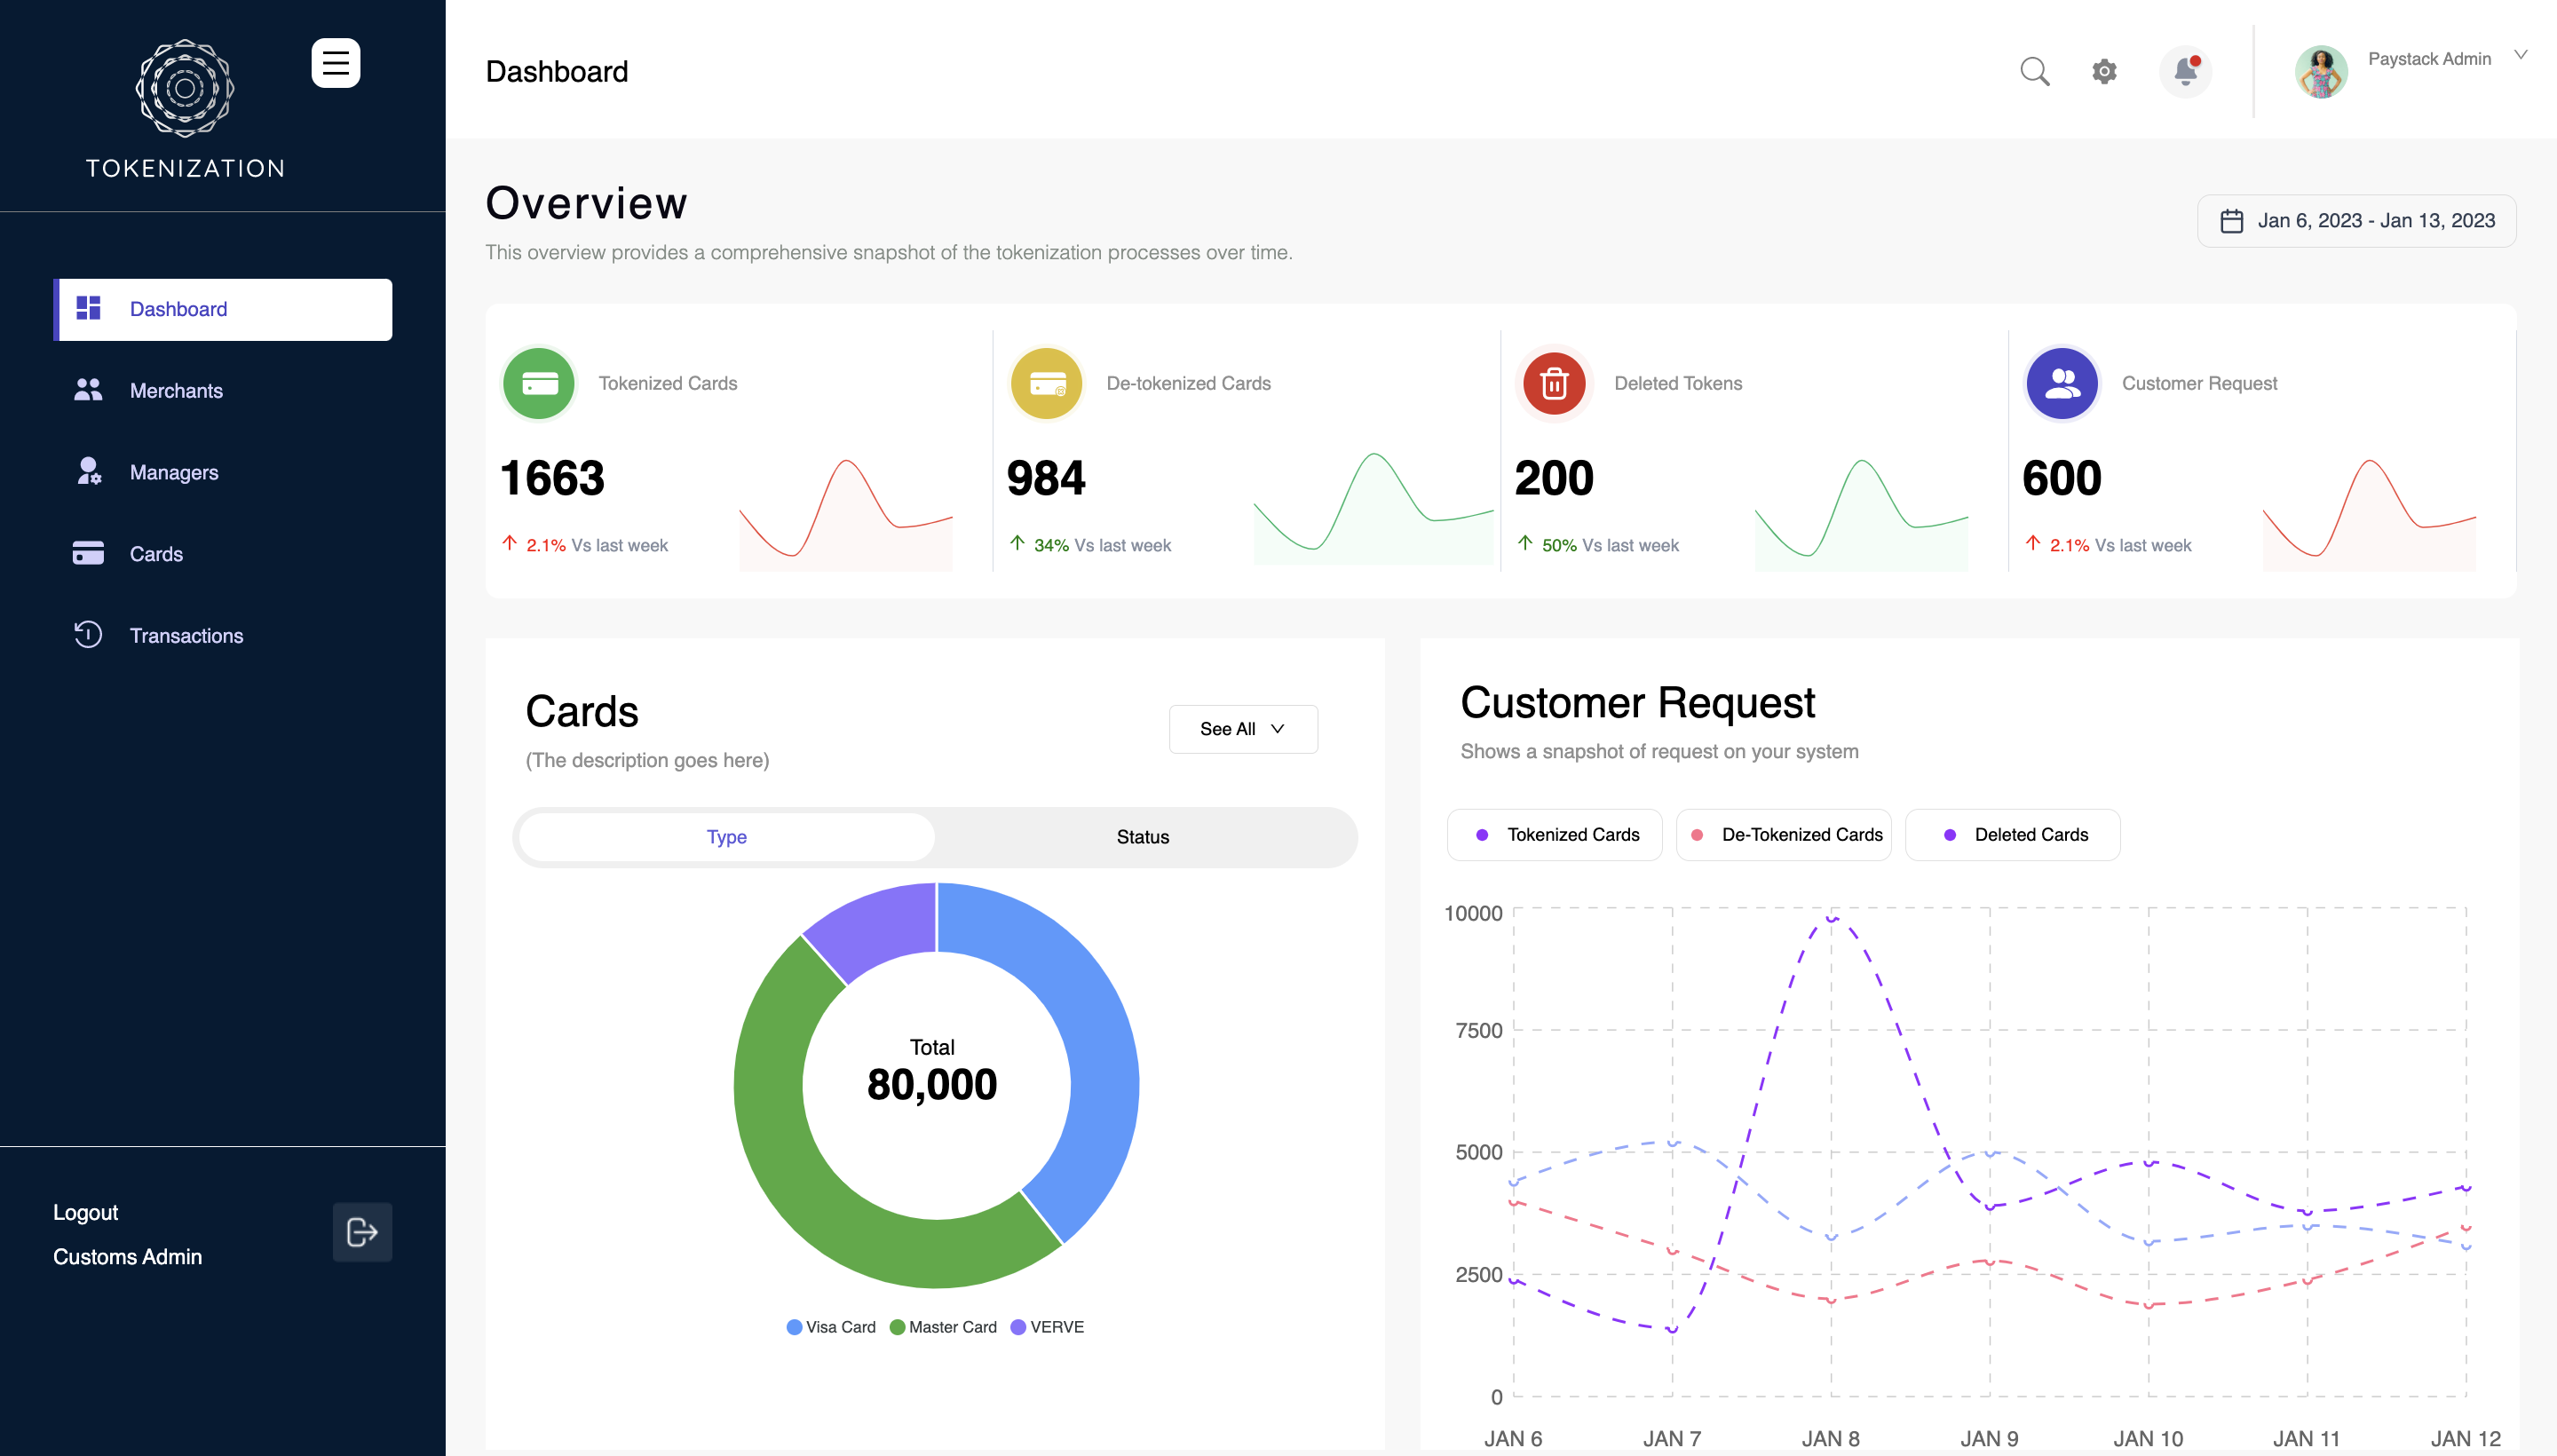 TOKENIZATION
Dashboard
Merchants
Managers
Cards
Transactions
Logout
Customs Admin
Dashboard
Paystack Admin
Overview
This overview provides a comprehensive snapshot of the tokenization processes over time.
Jan 6, 2023 - Jan 13, 2023
Tokenized Cards
1663
2.1% Vs last week
De-tokenized Cards
984
34% Vs last week
Deleted Tokens
200
50% Vs last week
Customer Request
600
2.1% Vs last week
Cards
(The description goes here)
See All
Type
Status
Total
80,000
Visa Card
Master Card
VERVE
Customer Request
Shows a snapshot of request on your system
Tokenized Cards
De-Tokenized Cards
Deleted Cards
10000
7500
5000
2500
0
JAN 6
JAN 7
JAN 8
JAN 9
JAN 10
JAN 11
JAN 12